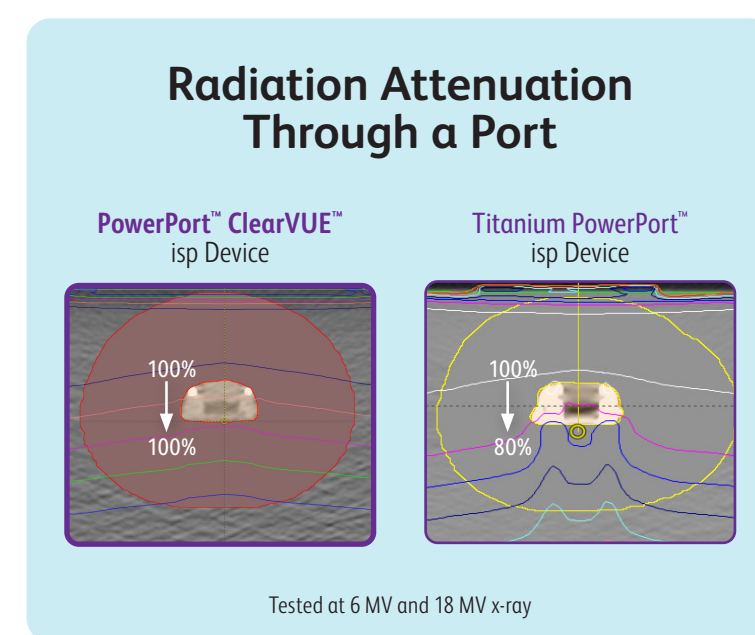 Radiation Attenuation
Through a Port
PowerPort™ ClearVUE™
isp Device
Titanium PowerPort™
isp Device
100%
100%
100%
80%
Tested at 6 MV and 18 MV x-ray